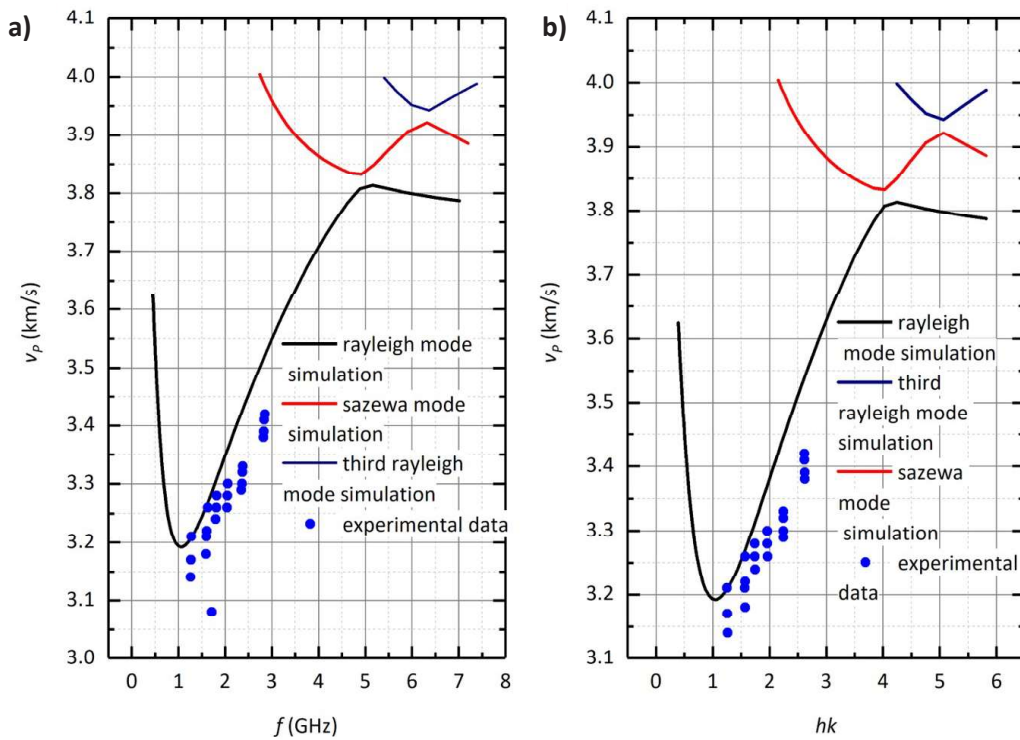 a)
4.1
4.0
3.9
3.8
3.7
3.6
3.5
3.4
3.3
3.2
3.1
3.0
v_P (km/s)
rayleigh mode
simulation
sazewa mode
simulation
third rayleigh
mode simulation
experimental data
0 1 2 3 4 5 6 7 8
f (GHz)
b)
4.1
4.0
3.9
3.8
3.7
3.6
3.5
3.4
3.3
3.2
3.1
v_P (km/s)
rayleigh
mode simulation
third
rayleigh mode
simulation
sazewa
mode
simulation
experimental
data
0 1 2 3 4 5 6
hk